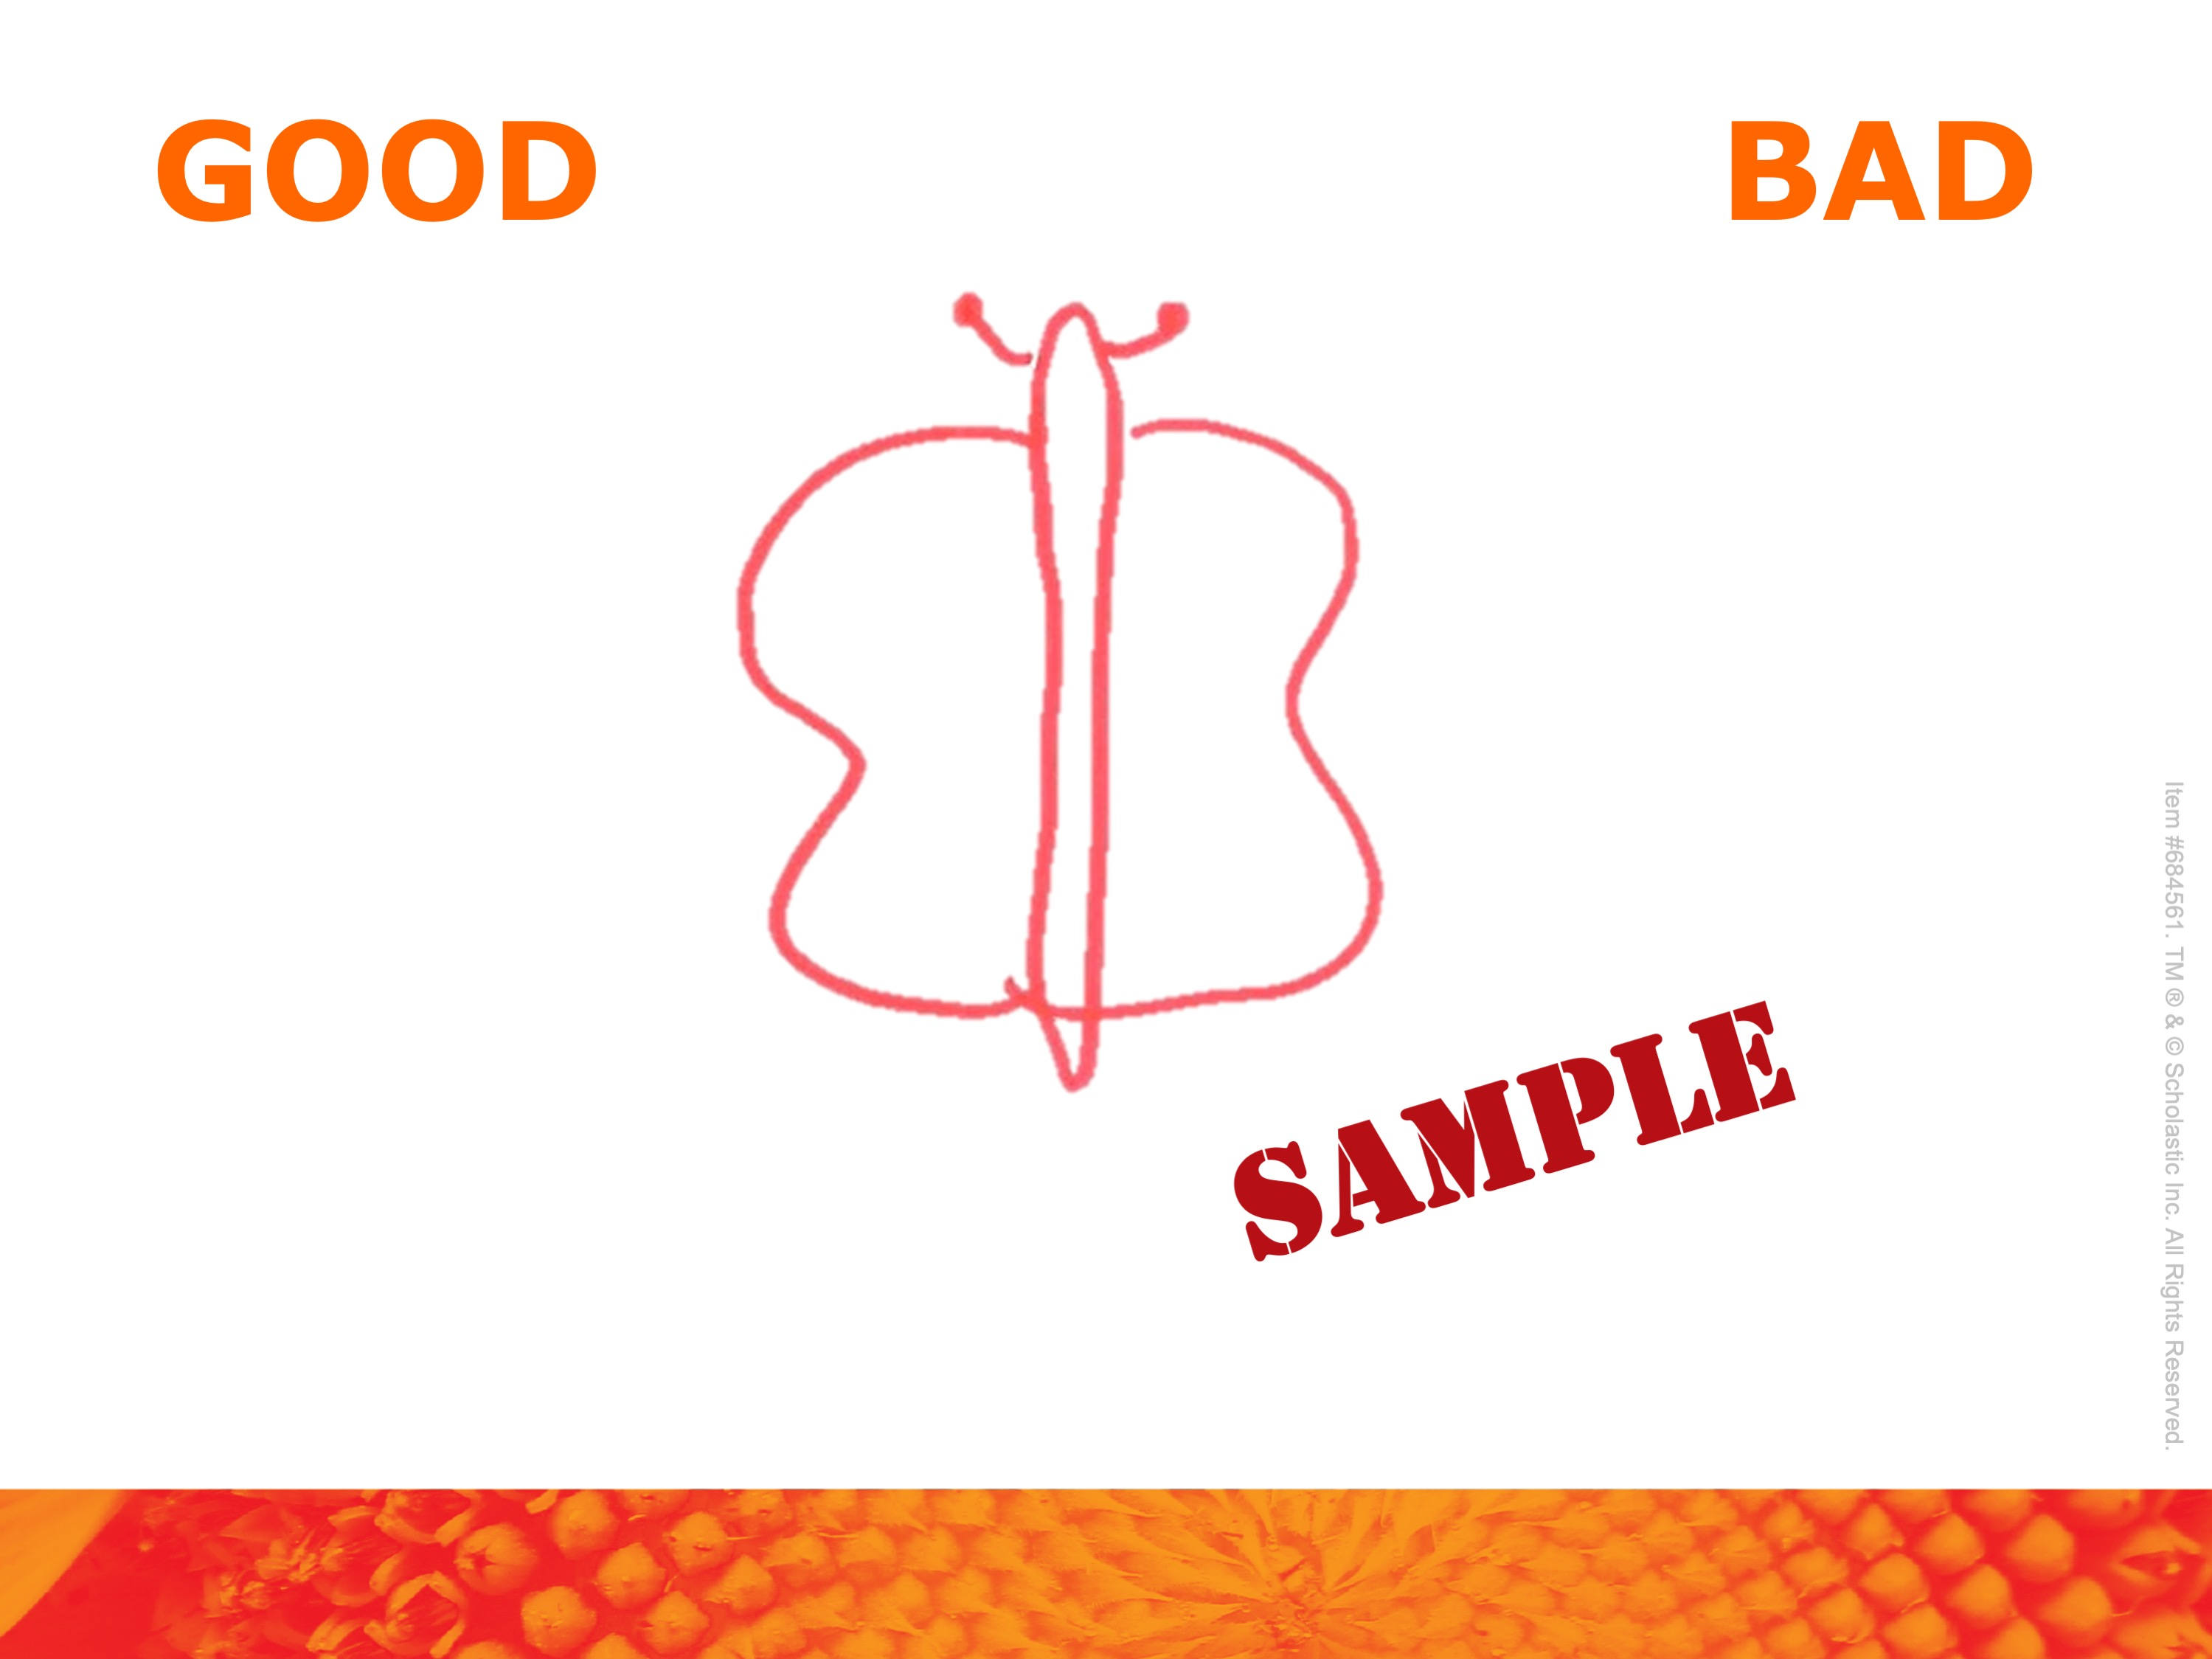 GOOD
BAD
SAMPLE
Item #684561. TM ® & © Scholastic Inc. All Rights Reserved.